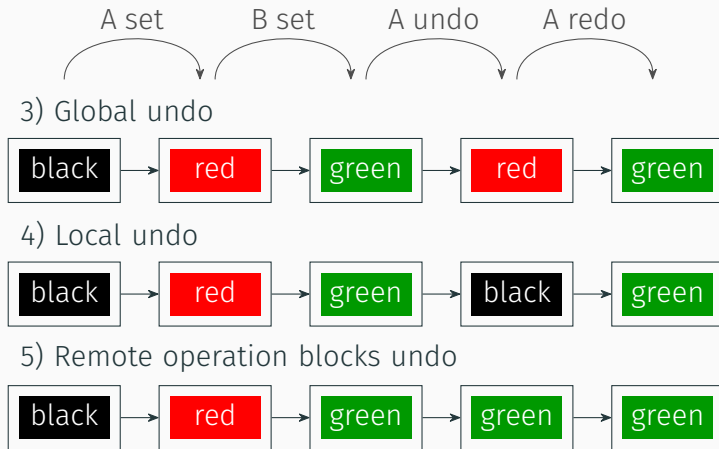 A set B set A undo A redo
3) Global undo
black red green red green
4) Local undo
black red green black green
5) Remote operation blocks undo
black red green green green